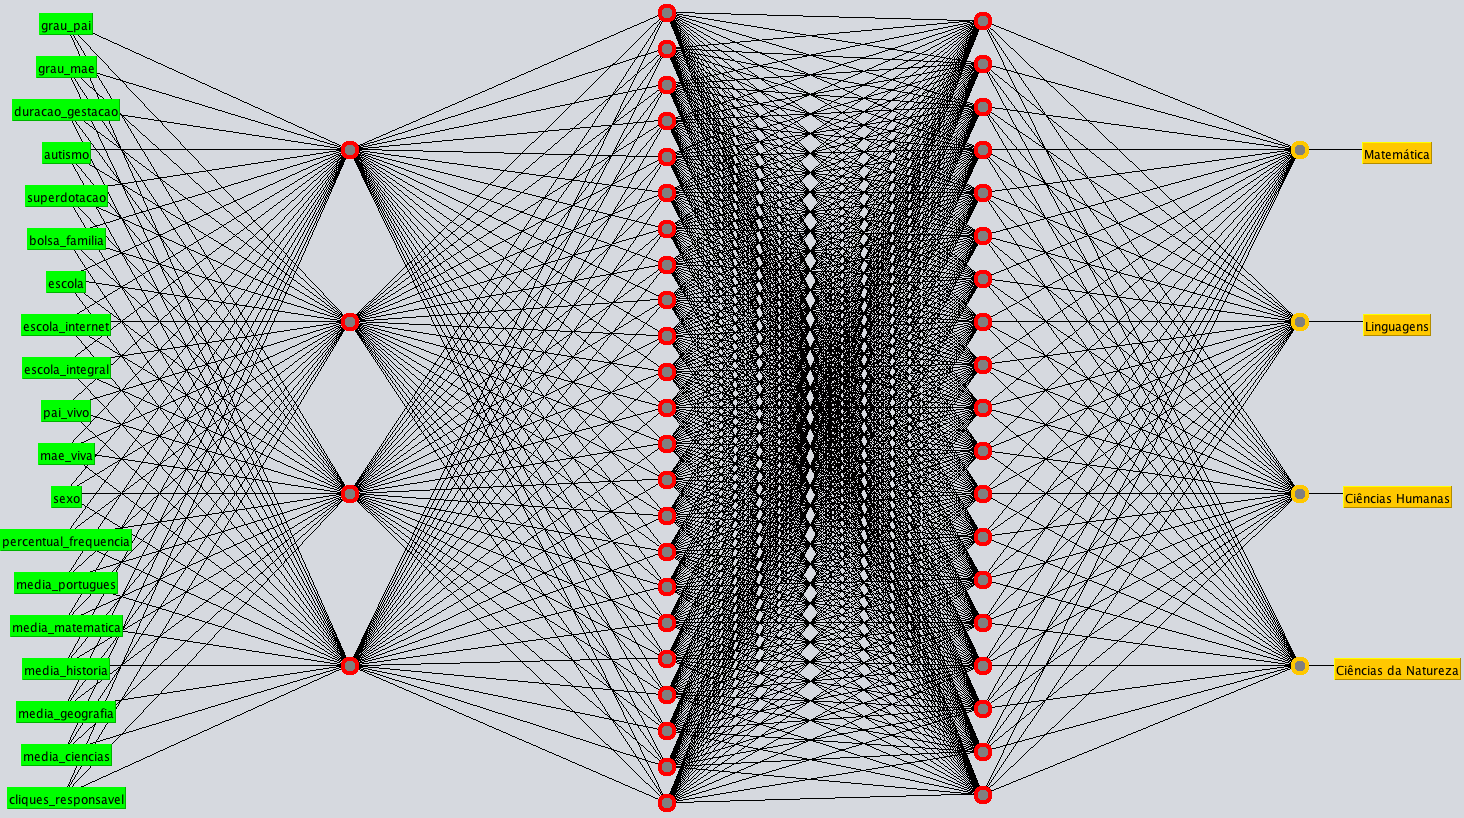 grau_pai
grau_mae
duracao_gestacao
autismo
superdotacao
bolsa_familia
escola
escola_internet
escola_integral
pai_vivo
mae_viva
sexo
percentual_frequencia
media_portugues
media_matematica
media_historia
media_geografia
media_ciencias
cliques_responsavel
Matemática
Linguagens
Ciências Humanas
Ciências da Natureza